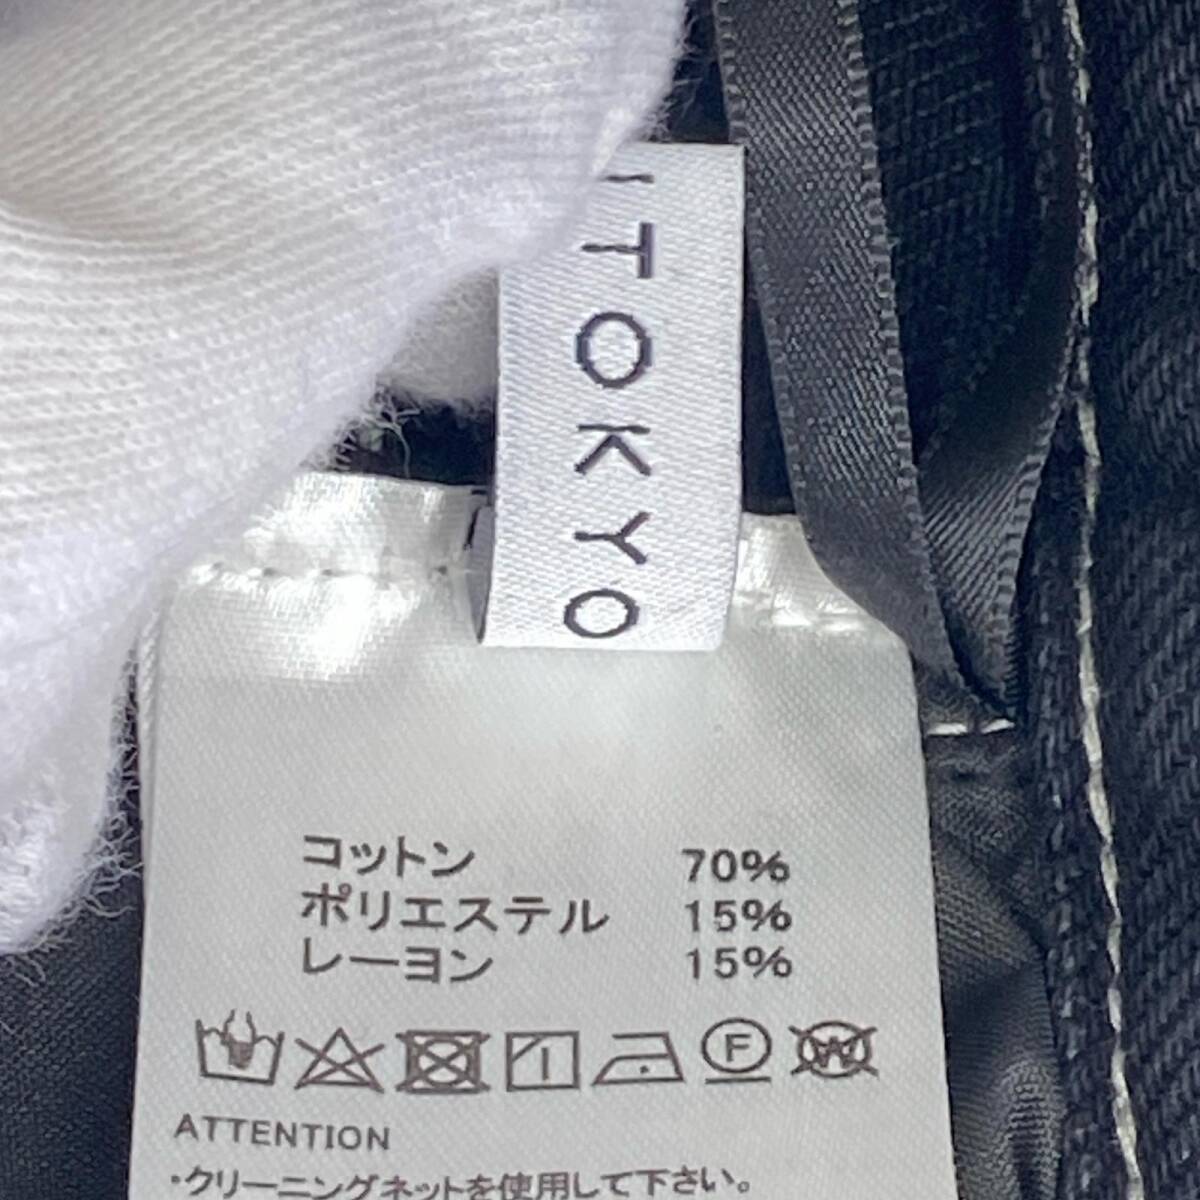 TOKYO
コットン 70%
ポリエステル 15%
レーヨン 15%
F W
ATTENTION
・クリーニングネットを使用して下さい。